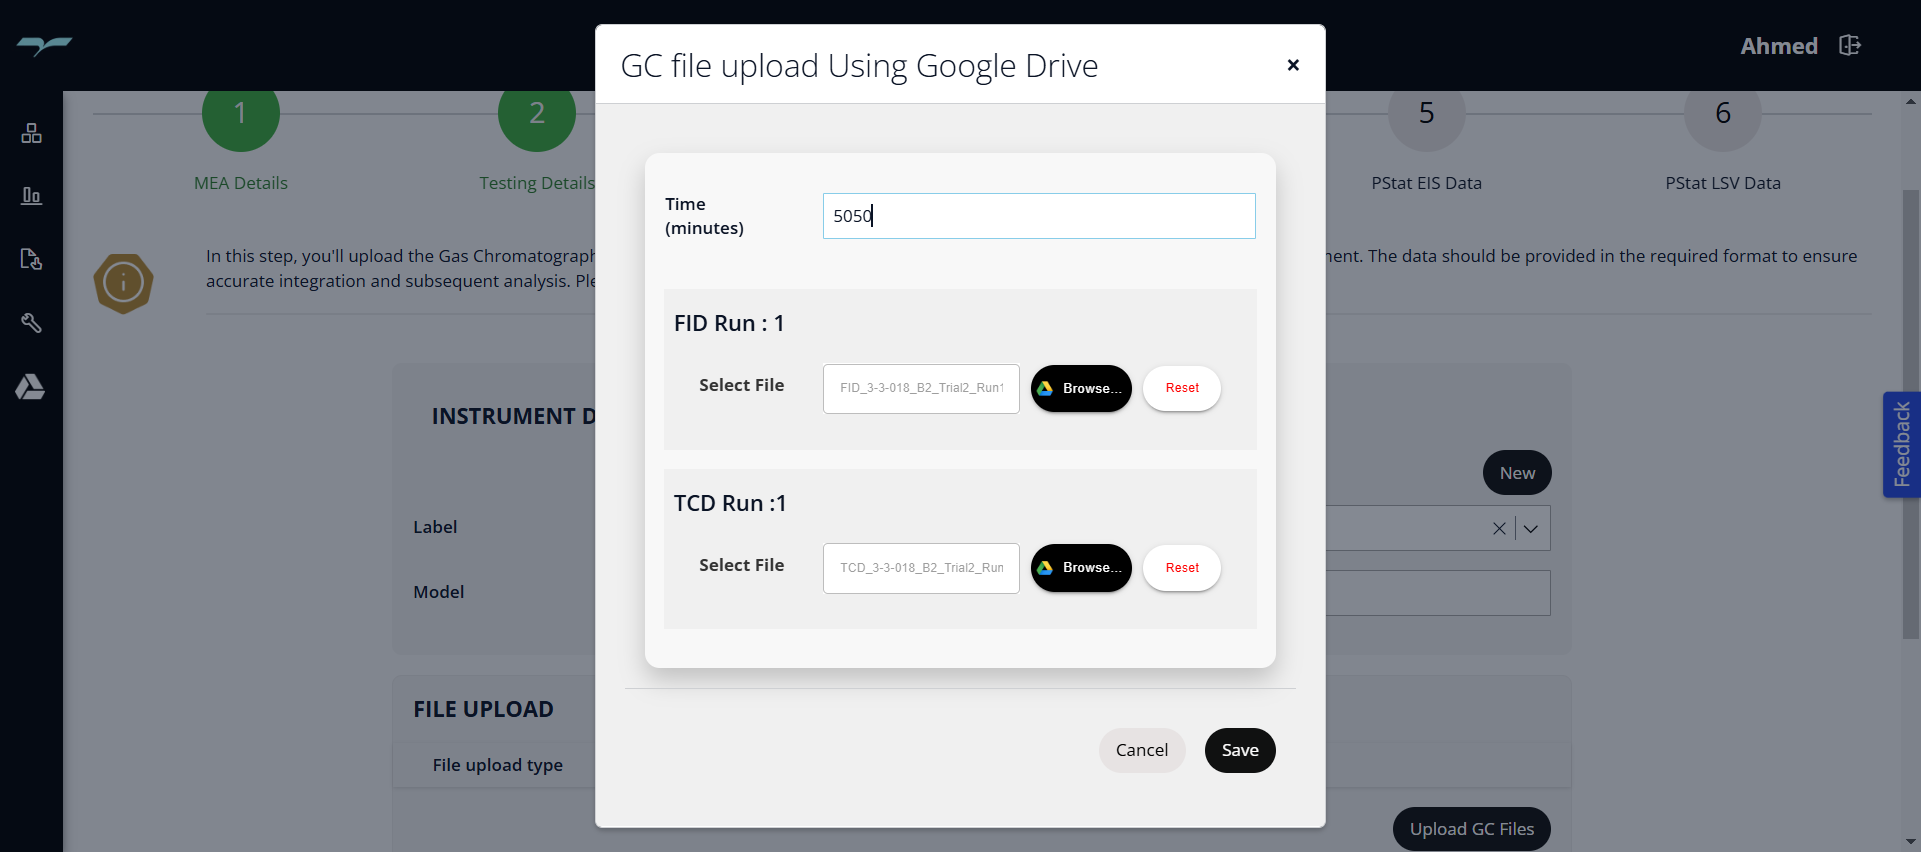 GC file upload Using Google Drive
×
Ahmed
1
2
5
6
MEA Details
Testing Details
PStat EIS Data
PStat LSV Data
Time
(minutes)
5050
In this step, you'll upload the Gas Chromatograph
nent. The data should be provided in the required format to ensure
accurate integration and subsequent analysis. Ple
FID Run : 1
Select File
FID_3-3-018_B2_Trial2_Run1
Browse...
Reset
INSTRUMENT D
Feedback
New
TCD Run :1
Label
Select File
TCD_3-3-018_B2_Trial2_Run
Browse...
Reset
Model
FILE UPLOAD
File upload type
Cancel
Save
Upload GC Files